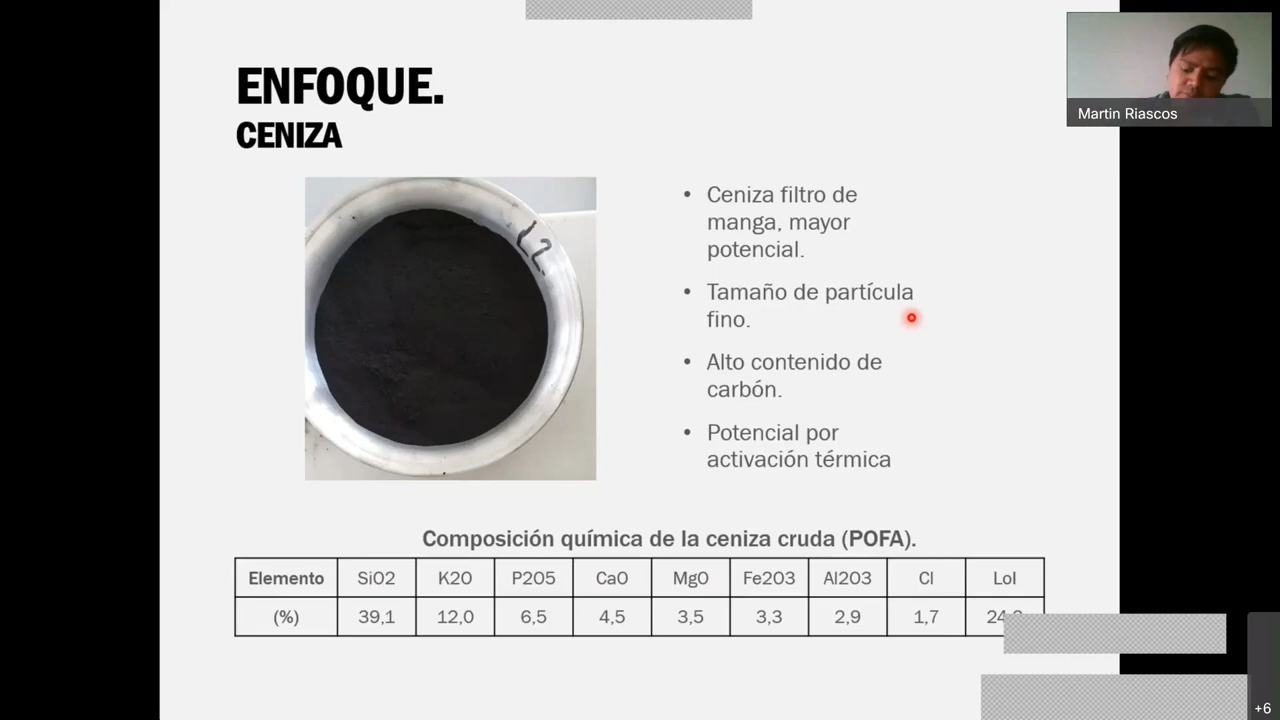 ENFOQUE.
CENIZA
Martin Riascos
L2.
• Ceniza filtro de
manga, mayor
potencial.
• Tamaño de partícula
fino.
• Alto contenido de
carbón.
• Potencial por
activación térmica
Composición química de la ceniza cruda (POFA).
Elemento SiO2 K2O P2O5 CaO MgO Fe2O3 Al2O3 Cl LoI
(%) 39,1 12,0 6,5 4,5 3,5 3,3 2,9 1,7
+6